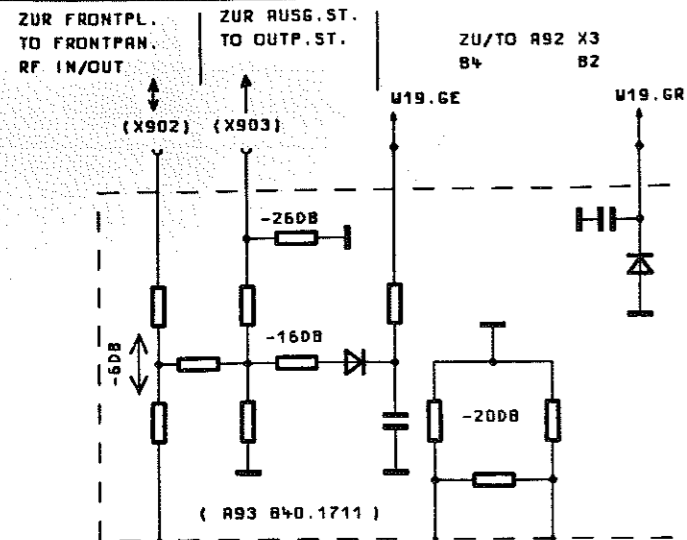 ZUR FRONTPL.
TO FRONTPAN.
RF IN/OUT
ZUR AUSG.ST.
TO OUTP.ST.
ZU/TO A92 X3
B4 B2
W19.GE
W19.GR
(X902) (X903)
-26DB
-16DB
-6DB
-20DB
( A93 840.1711 )